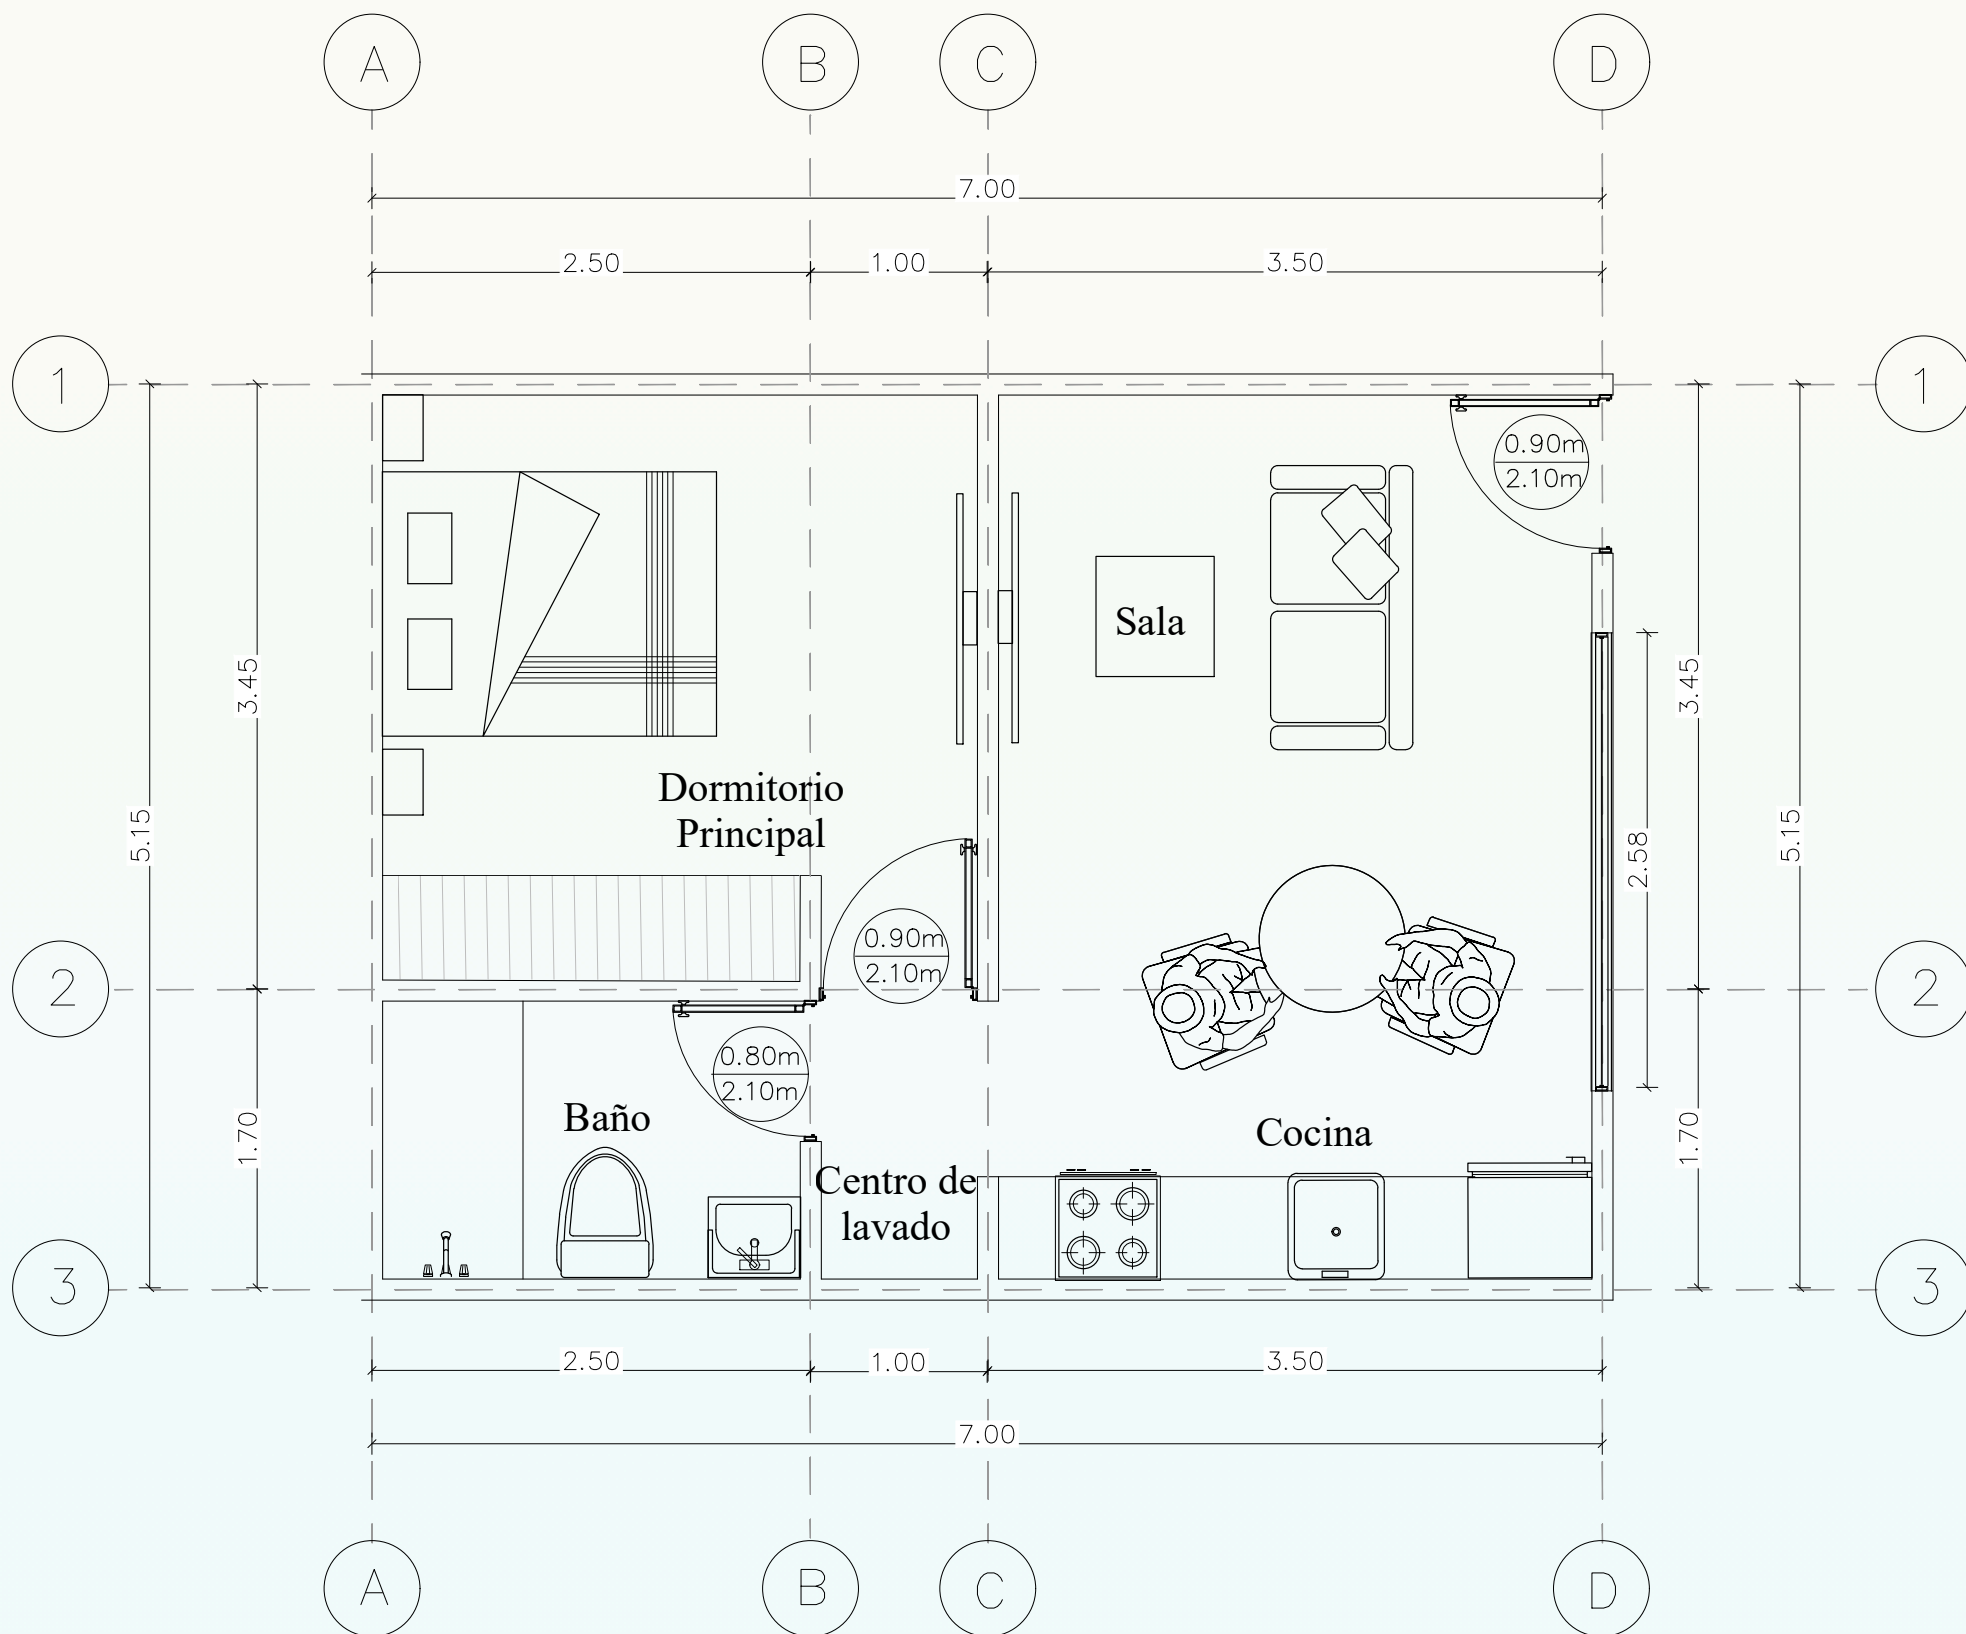 A
B
C
D
7.00
2.50
1.00
3.50
1
1
0.90m
2.10m
Sala
3.45
3.45
Dormitorio
Principal
5.15
2.58
5.15
0.90m
2.10m
2
2
0.80m
2.10m
Baño
1.70
Cocina
1.70
Centro de
lavado
3
3
2.50
1.00
3.50
7.00
A
B
C
D